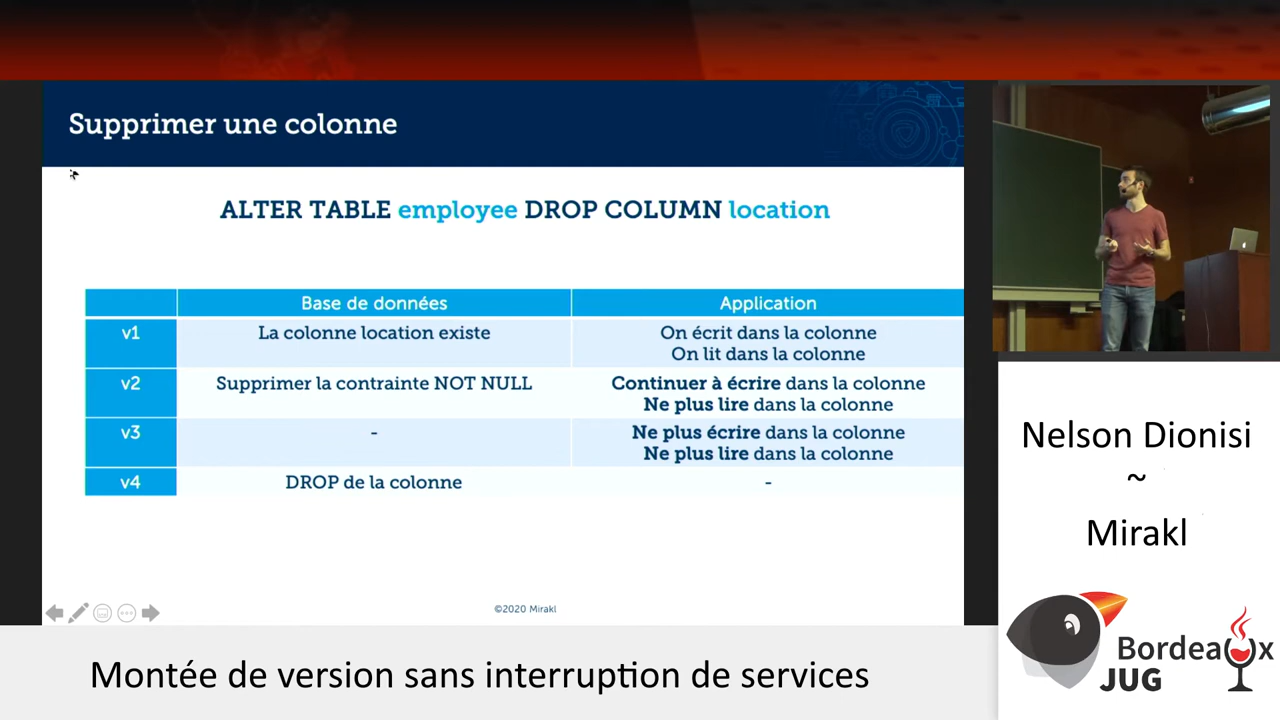 Supprimer une colonne
ALTER TABLE employee DROP COLUMN location
Base de données Application
v1 La colonne location existe On écrit dans la colonne
On lit dans la colonne
v2 Supprimer la contrainte NOT NULL Continuer à écrire dans la colonne
Ne plus lire dans la colonne
v3 - Ne plus écrire dans la colonne
Ne plus lire dans la colonne
v4 DROP de la colonne -
©2020 Mirakl
Nelson Dionisi
~
Mirakl
Bordeaux
JUG
Montée de version sans interruption de services